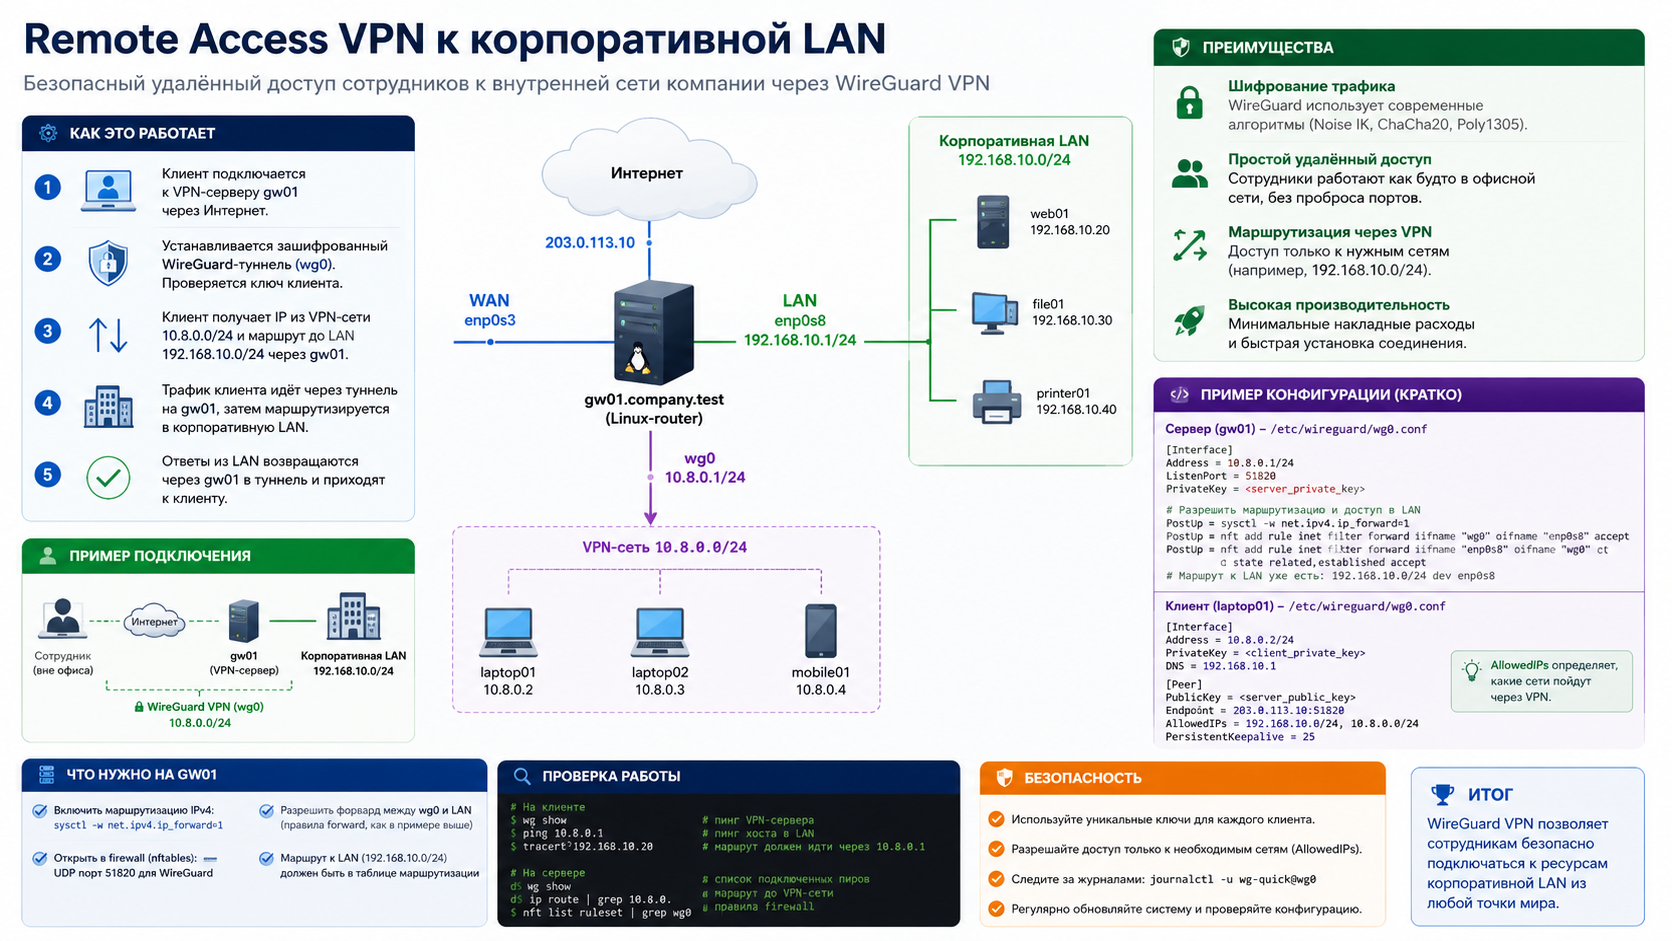 Remote Access VPN к корпоративной LAN
Безопасный удалённый доступ сотрудников к внутренней сети компании через WireGuard VPN
КАК ЭТО РАБОТАЕТ
1
Клиент подключается
к VPN-серверу gw01
через Интернет.
2
Устанавливается зашифрованный
WireGuard-туннель (wg0).
Проверяется ключ клиента.
3
Клиент получает IP из VPN-сети
10.8.0.0/24 и маршрут до LAN
192.168.10.0/24 через gw01.
4
Трафик клиента идёт через туннель
на gw01, затем маршрутизируется
в корпоративную LAN.
5
Ответы из LAN возвращаются
через gw01 в туннель и приходят
к клиенту.
ПРИМЕР ПОДКЛЮЧЕНИЯ
Интернет
Сотрудник
(вне офиса)
gw01
(VPN-сервер)
Корпоративная LAN
192.168.10.0/24
WireGuard VPN (wg0)
10.8.0.0/24
Интернет
203.0.113.10
WAN
enp0s3
LAN
enp0s8
192.168.10.1/24
gw01.company.test
(Linux-router)
wg0
10.8.0.1/24
VPN-сеть 10.8.0.0/24
laptop01
10.8.0.2
laptop02
10.8.0.3
mobile01
10.8.0.4
Корпоративная LAN
192.168.10.0/24
web01
192.168.10.20
file01
192.168.10.30
printer01
192.168.10.40
ПРЕИМУЩЕСТВА
Шифрование трафика
WireGuard использует современные
алгоритмы (Noise IK, ChaCha20, Poly1305).
Простой удалённый доступ
Сотрудники работают как будто в офисной
сети, без проброса портов.
Маршрутизация через VPN
Доступ только к нужным сетям
(например, 192.168.10.0/24).
Высокая производительность
Минимальные накладные расходы
и быстрая установка соединения.
</> ПРИМЕР КОНФИГУРАЦИИ (КРАТКО)
Сервер (gw01) – /etc/wireguard/wg0.conf
[Interface]
Address = 10.8.0.1/24
ListenPort = 51820
PrivateKey = <server_private_key>
# Разрешить маршрутизацию и доступ в LAN
PostUp = sysctl -w net.ipv4.ip_forward=1
PostUp = nft add rule inet filter forward iifname "wg0" oifname "enp0s8" accept
PostUp = nft add rule inet filter forward iifname "enp0s8" oifname "wg0" ct
state related,established accept
# Маршрут к LAN уже есть: 192.168.10.0/24 dev enp0s8
Клиент (laptop01) – /etc/wireguard/wg0.conf
[Interface]
Address = 10.8.0.2/24
PrivateKey = <client_private_key>
DNS = 192.168.10.1
[Peer]
PublicKey = <server_public_key>
Endpoint = 203.0.113.10:51820
AllowedIPs = 192.168.10.0/24, 10.8.0.0/24
PersistentKeepalive = 25
AllowedIPs определяет,
какие сети пойдут
через VPN.
ЧТО НУЖНО НА GW01
Включить маршрутизацию IPv4:
sysctl -w net.ipv4.ip_forward=1
Открыть в firewall (nftables):
UDP порт 51820 для WireGuard
Разрешить форвард между wg0 и LAN
(правила forward, как в примере выше)
Маршрут к LAN (192.168.10.0/24)
должен быть в таблице маршрутизации
ПРОВЕРКА РАБОТЫ
# На клиенте
$ wg show # пинг VPN-сервера
$ ping 10.8.0.1 # пинг хоста в LAN
$ tracert 192.168.10.20 # маршрут должен идти через 10.8.0.1
# На сервере
wg show # список подключенных пиров
ip route | grep 10.8.0. # маршрут до VPN-сети
$ nft list ruleset | grep wg0 # правила firewall
БЕЗОПАСНОСТЬ
Используйте уникальные ключи для каждого клиента.
Разрешайте доступ только к необходимым сетям (AllowedIPs).
Следите за журналами: journalctl -u wg-quick@wg0
Регулярно обновляйте систему и проверяйте конфигурацию.
ИТОГ
WireGuard VPN позволяет
сотрудникам безопасно
подключаться к ресурсам
корпоративной LAN из
любой точки мира.